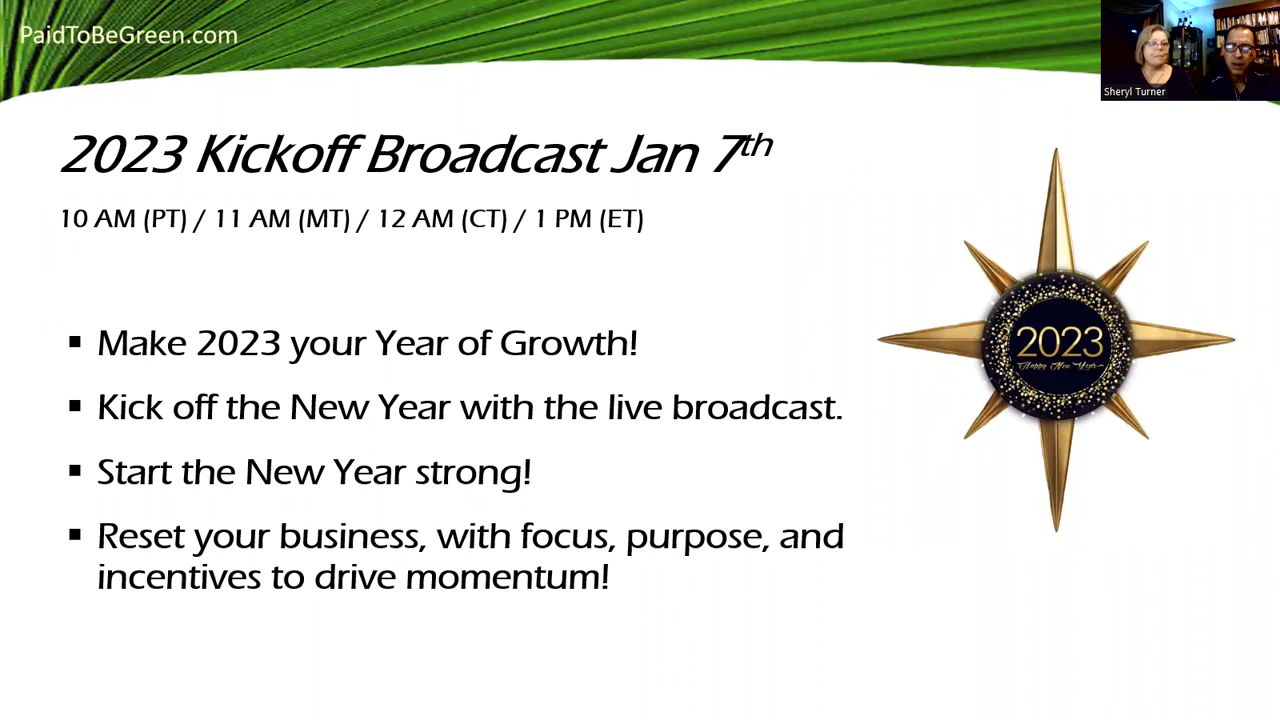 PaidToBeGreen.com
Sheryl Turner
2023 Kickoff Broadcast Jan 7th
10 AM (PT) / 11 AM (MT) / 12 AM (CT) / 1 PM (ET)
▪ Make 2023 your Year of Growth!
▪ Kick off the New Year with the live broadcast.
▪ Start the New Year strong!
▪ Reset your business, with focus, purpose, and
incentives to drive momentum!
2023
Happy New Year